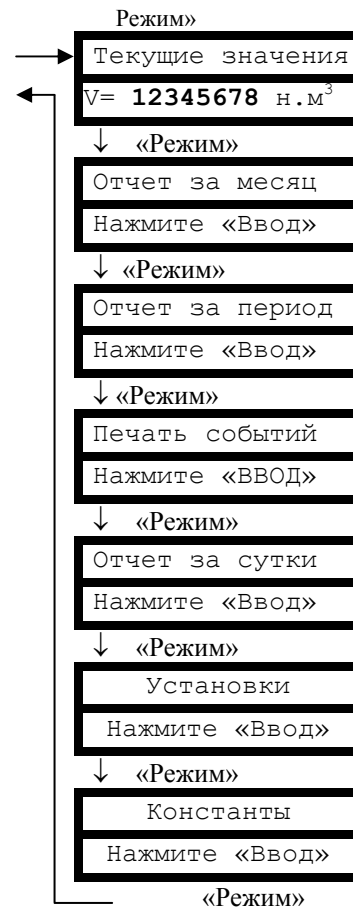 Режим»
Текущие значения
V= 12345678 н.м³
↓ «Режим»
Отчет за месяц
Нажмите «Ввод»
↓ «Режим»
Отчет за период
Нажмите «Ввод»
↓ «Режим»
Печать событий
Нажмите «ВВОД»
↓ «Режим»
Отчет за сутки
Нажмите «Ввод»
↓ «Режим»
Установки
Нажмите «Ввод»
↓ «Режим»
Константы
Нажмите «Ввод»
«Режим»